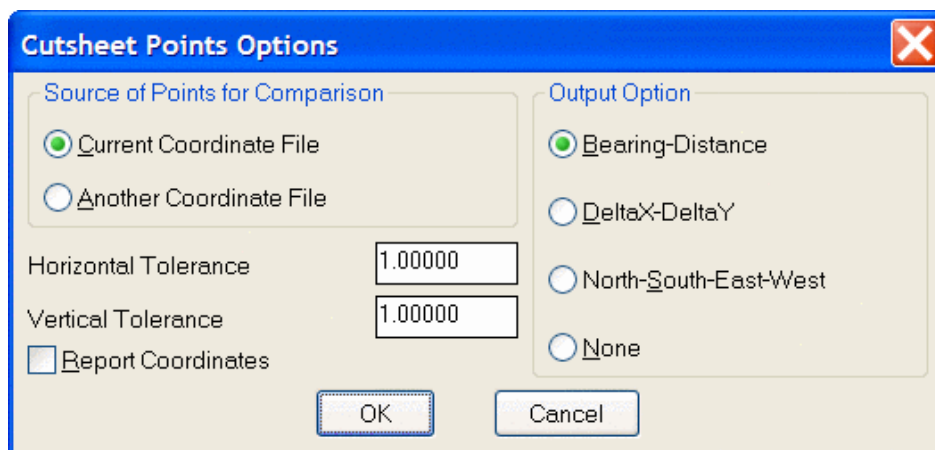 Cutsheet Points Options
Source of Points for Comparison
Current Coordinate File
Another Coordinate File
Horizontal Tolerance 1.00000
Vertical Tolerance 1.00000
Report Coordinates
Output Option
Bearing-Distance
DeltaX-DeltaY
North-South-East-West
None
OK
Cancel